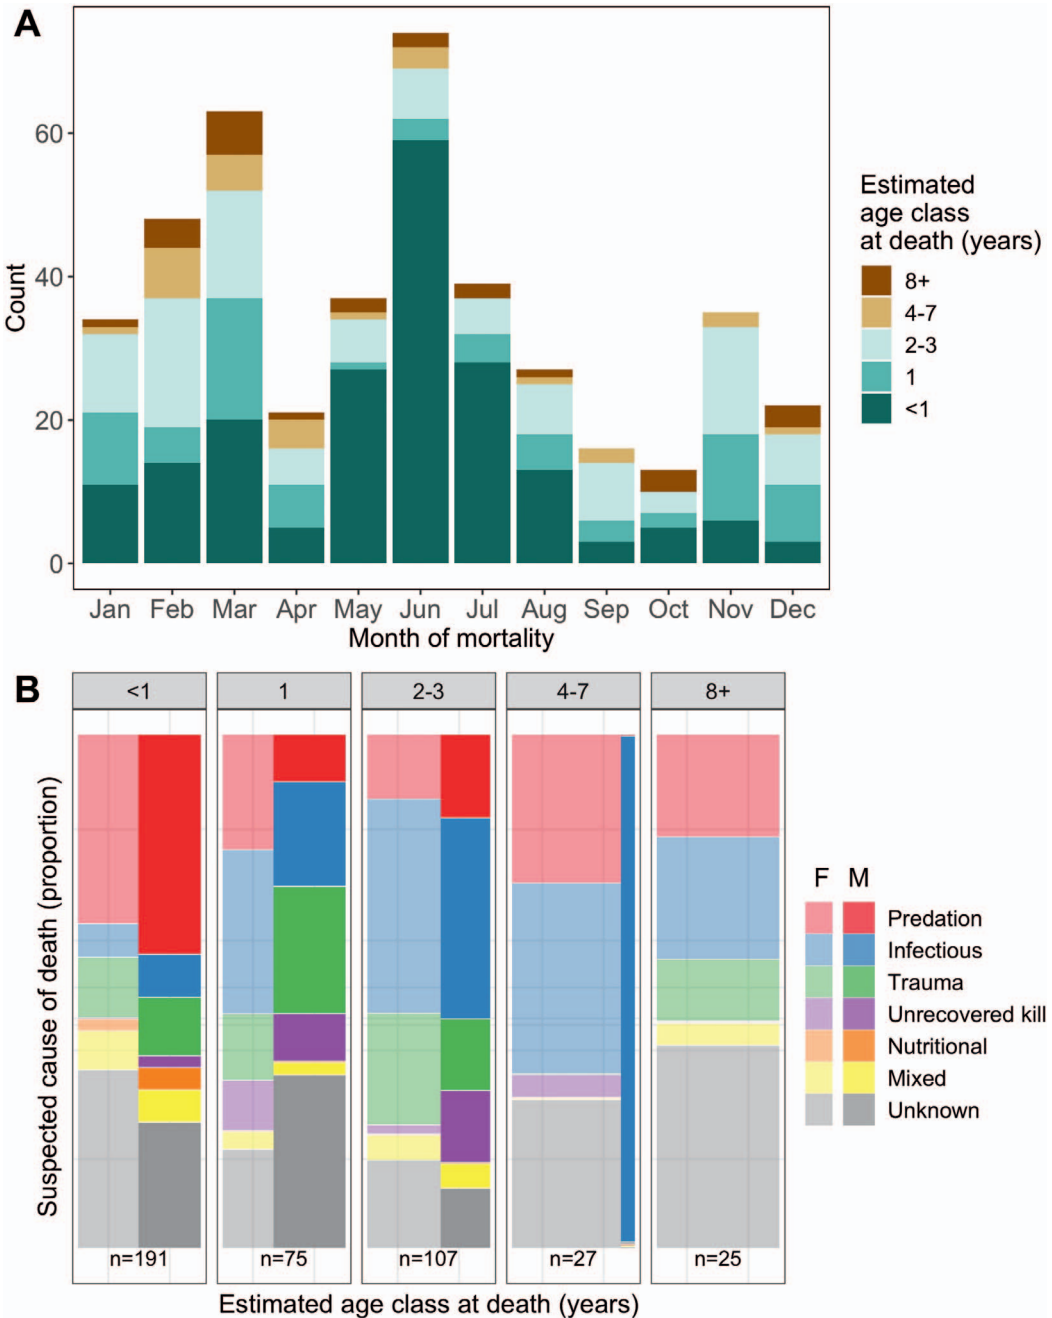 A
60
40
20
0
Count
Jan Feb Mar Apr May Jun Jul Aug Sep Oct Nov Dec
Month of mortality
Estimated
age class
at death (years)
8+
4-7
2-3
1
<1
B
<1 1 2-3 4-7 8+
Suspected cause of death (proportion)
n=191 n=75 n=107 n=27 n=25
Estimated age class at death (years)
F M
Predation
Infectious
Trauma
Unrecovered kill
Nutritional
Mixed
Unknown